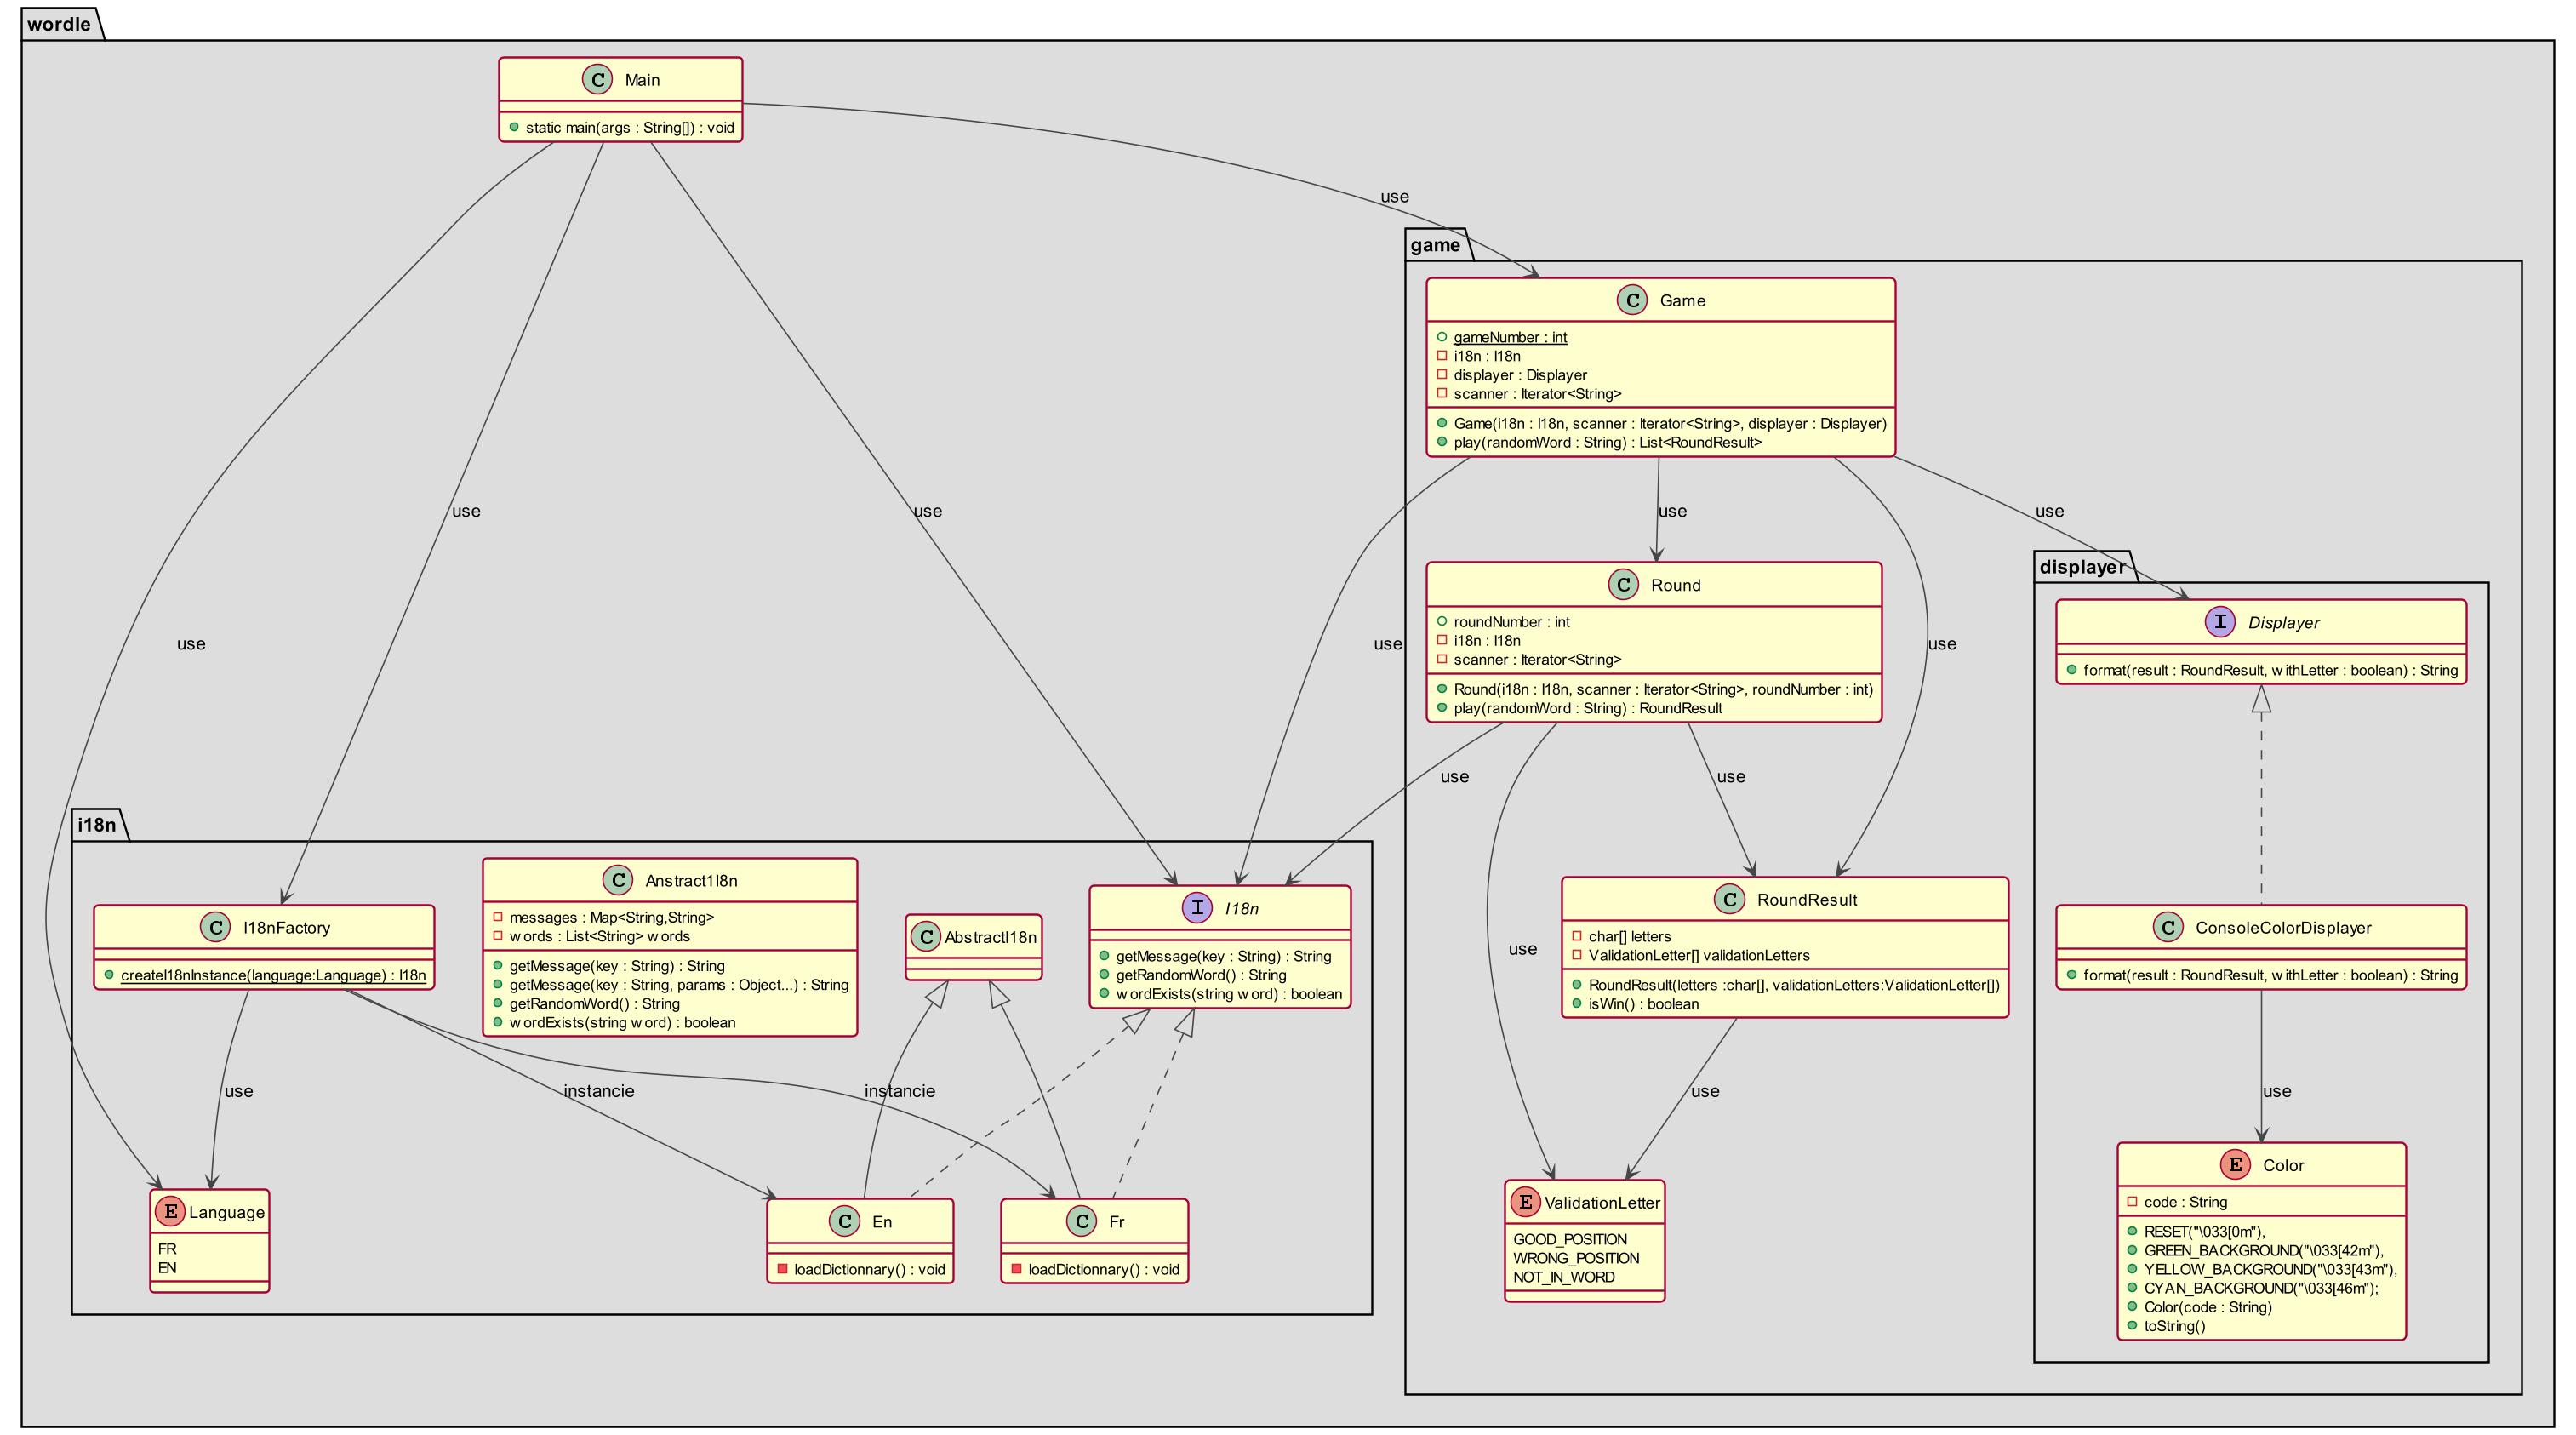 wordle
C Main
static main(args : String[]) : void
use
use
use
use
game
C Game
gameNumber : int
i18n : I18n
displayer : Displayer
scanner : Iterator<String>
Game(i18n : I18n, scanner : Iterator<String>, displayer : Displayer)
play(randomWord : String) : List<RoundResult>
use
use
use
use
displayer
C Round
roundNumber : int
i18n : I18n
scanner : Iterator<String>
Round(i18n : I18n, scanner : Iterator<String>, roundNumber : int)
play(randomWord : String) : RoundResult
I Displayer
format(result : RoundResult, withLetter : boolean) : String
use
use
use
i18n
C I18nFactory
createI18nInstance(language:Language) : I18n
C Anstract1I8n
messages : Map<String,String>
words : List<String> words
getMessage(key : String) : String
getMessage(key : String, params : Object...) : String
getRandomWord() : String
wordExists(string word) : boolean
C AbstractI18n
I I18n
getMessage(key : String) : String
getRandomWord() : String
wordExists(string word) : boolean
C RoundResult
char[] letters
ValidationLetter[] validationLetters
RoundResult(letters :char[], validationLetters:ValidationLetter[])
isWin() : boolean
C ConsoleColorDisplayer
format(result : RoundResult, withLetter : boolean) : String
use
instancie
instancie
use
use
E Language
FR
EN
C En
loadDictionnary() : void
C Fr
loadDictionnary() : void
E ValidationLetter
GOOD_POSITION
WRONG_POSITION
NOT_IN_WORD
E Color
code : String
RESET("\033[0m"),
GREEN_BACKGROUND("\033[42m"),
YELLOW_BACKGROUND("\033[43m"),
CYAN_BACKGROUND("\033[46m");
Color(code : String)
toString()